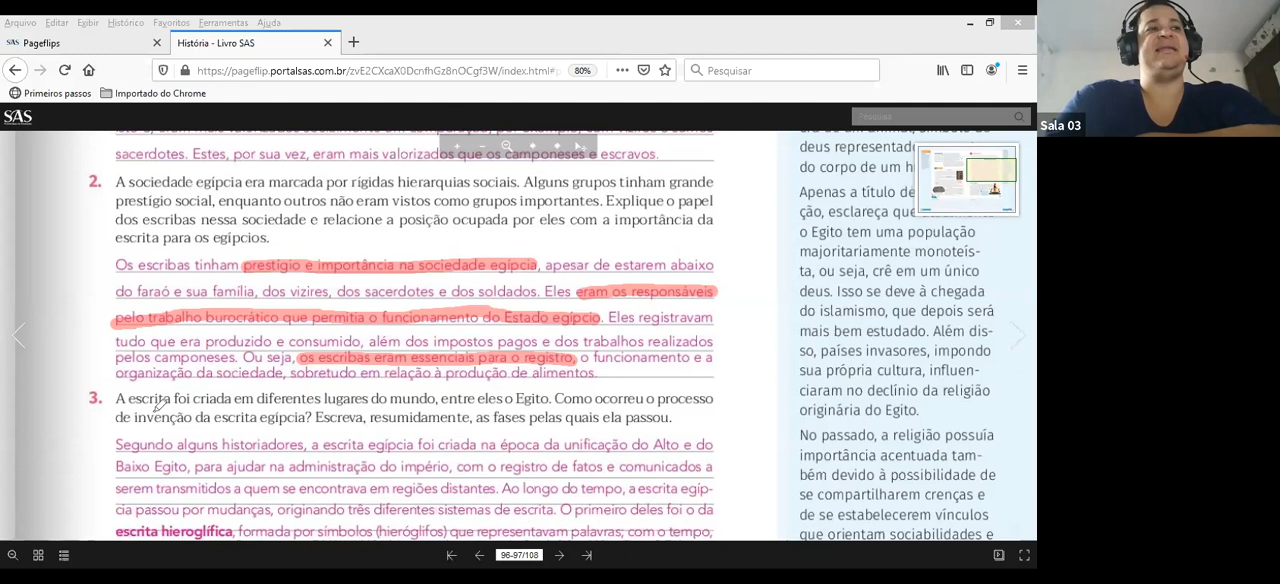 Arquivo Editar Exibir Histórico Favoritos Ferramentas Ajuda
SAS Pageflips
História - Livro SAS
https://pageflip.portalsas.com.br/zvE2CXcaX0DcnfhGz8nOCgf3W/index.html#p
80%
Pesquisar
Primeiros passos
Importado do Chrome
SAS
Pesquisa
Sala 03
sacerdotes. Estes, por sua vez, eram mais valorizados que os camponeses e escravos.
2. A sociedade egípcia era marcada por rígidas hierarquias sociais. Alguns grupos tinham grande
prestígio social, enquanto outros não eram vistos como grupos importantes. Explique o papel
dos escribas nessa sociedade e relacione a posição ocupada por eles com a importância da
escrita para os egípcios.
Os escribas tinham prestígio e importância na sociedade egípcia, apesar de estarem abaixo
do faraó e sua família, dos vizires, dos sacerdotes e dos soldados. Eles eram os responsáveis
pelo trabalho burocrático que permitia o funcionamento do Estado egípcio. Eles registravam
tudo que era produzido e consumido, além dos impostos pagos e dos trabalhos realizados
pelos camponeses. Ou seja, os escribas eram essenciais para o registro, o funcionamento e a
organização da sociedade, sobretudo em relação à produção de alimentos.
3. A escrita foi criada em diferentes lugares do mundo, entre eles o Egito. Como ocorreu o processo
de invenção da escrita egípcia? Escreva, resumidamente, as fases pelas quais ela passou.
Segundo alguns historiadores, a escrita egípcia foi criada na época da unificação do Alto e do
Baixo Egito, para ajudar na administração do império, com o registro de fatos e comunicados a
serem transmitidos a quem se encontrava em regiões distantes. Ao longo do tempo, a escrita egíp-
cia passou por mudanças, originando três diferentes sistemas de escrita. O primeiro deles foi o da
escrita hieroglífica, formada por símbolos (hieróglifos) que representavam palavras; com o tempo,
deus representado
do corpo de um h
Apenas a título de
ção, esclareça que
o Egito tem uma população
majoritariamente monoteís-
ta, ou seja, crê em um único
deus. Isso se deve à chegada
do islamismo, que depois será
mais bem estudado. Além dis-
so, países invasores, impondo
sua própria cultura, influen-
ciaram no declínio da religião
originária do Egito.
No passado, a religião possuía
importância acentuada tam-
bém devido à possibilidade de
se compartilharem crenças e
de se estabelecerem vínculos
que orientam sociabilidades e
96-97/108